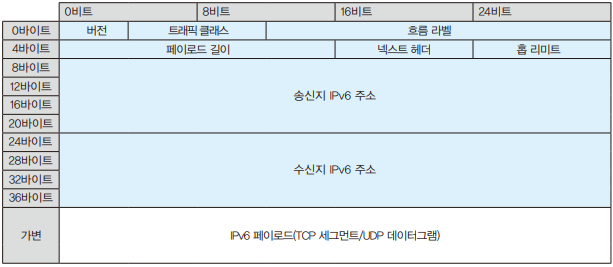 0비트 8비트 16비트 24비트
0바이트 버전 트래픽 클래스 흐름 라벨
4바이트 페이로드 길이 넥스트 헤더 홉 리미트
8바이트
12바이트
송신지 IPv6 주소
16바이트
20바이트
24바이트
28바이트
수신지 IPv6 주소
32바이트
36바이트
가변 IPv6 페이로드(TCP 세그먼트/UDP 데이터그램)